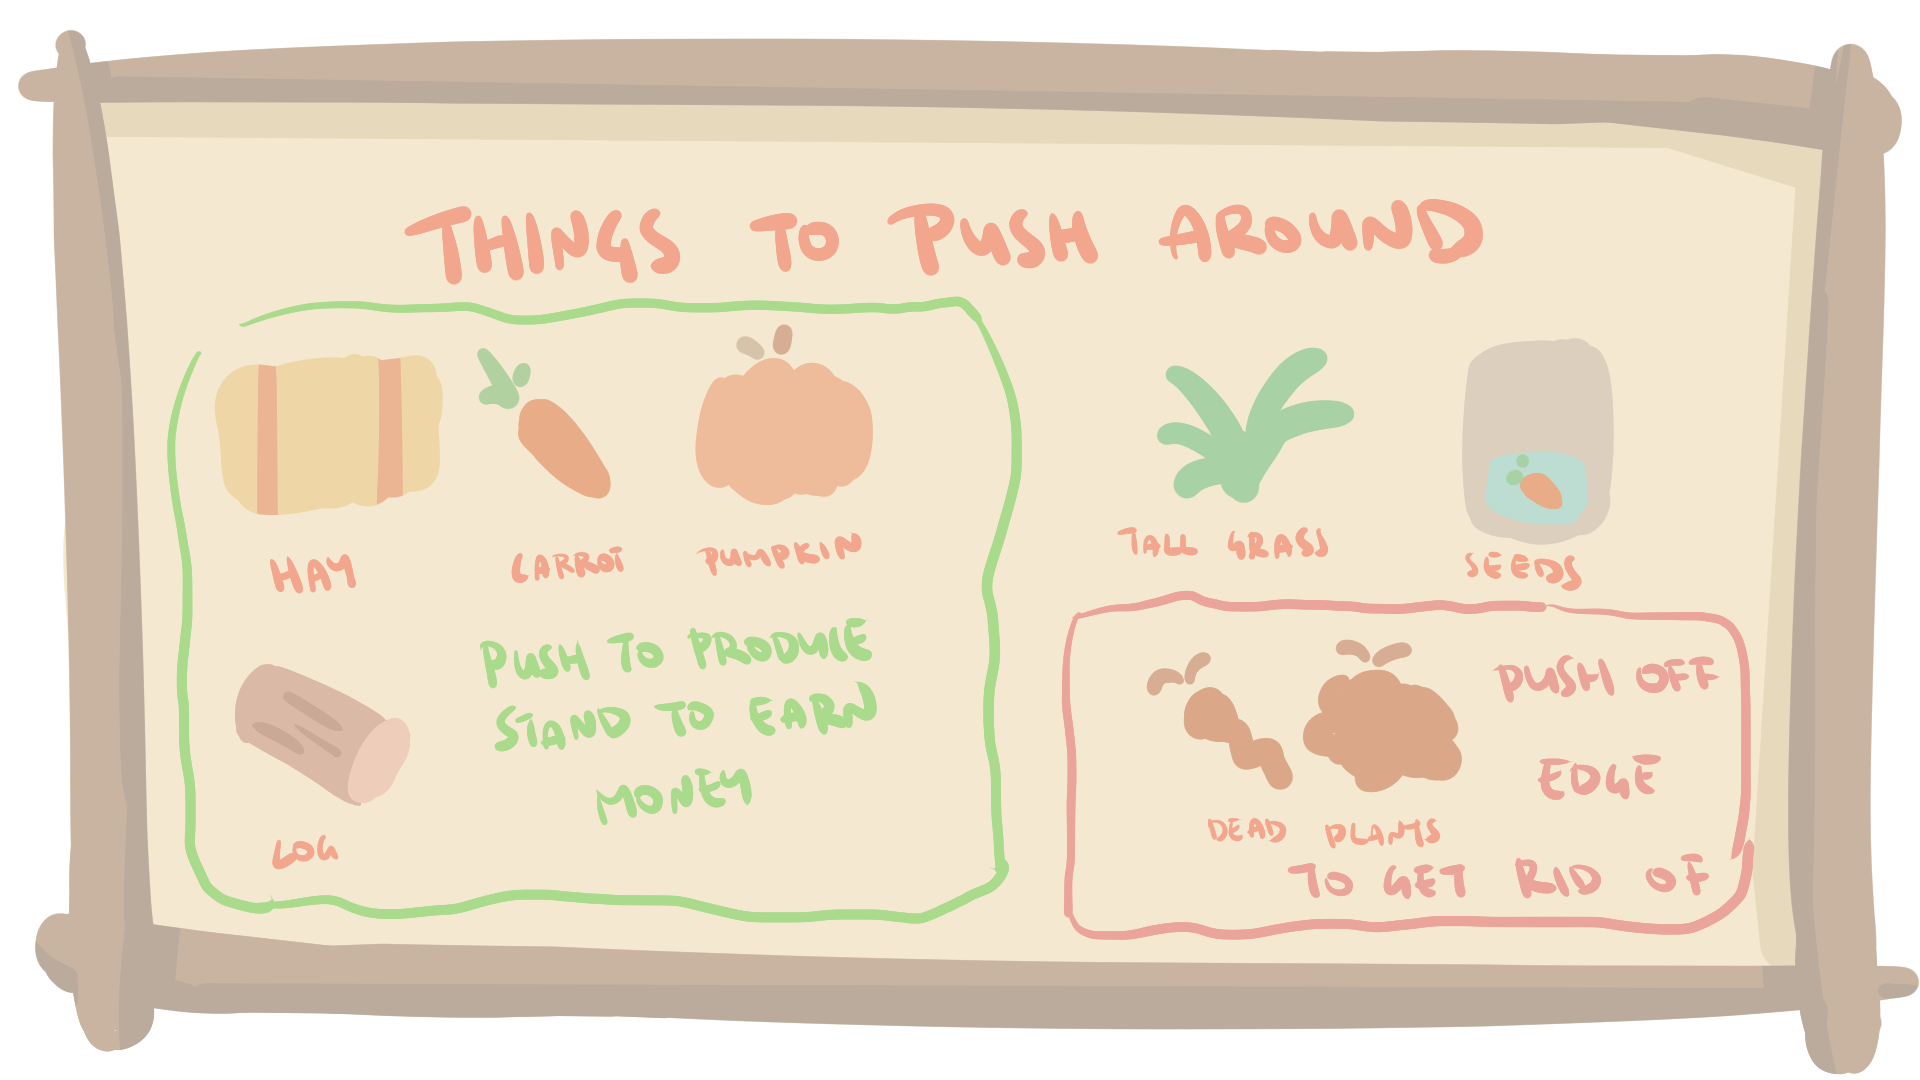 THINGS TO PUSH AROUND
HAY
CARROT
PUMPKIN
LOG
PUSH TO PRODUCE
STAND TO EARN
MONEY
TALL GRASS
SEEDS
DEAD PLANTS
PUSH OFF
EDGE
TO GET RID OF